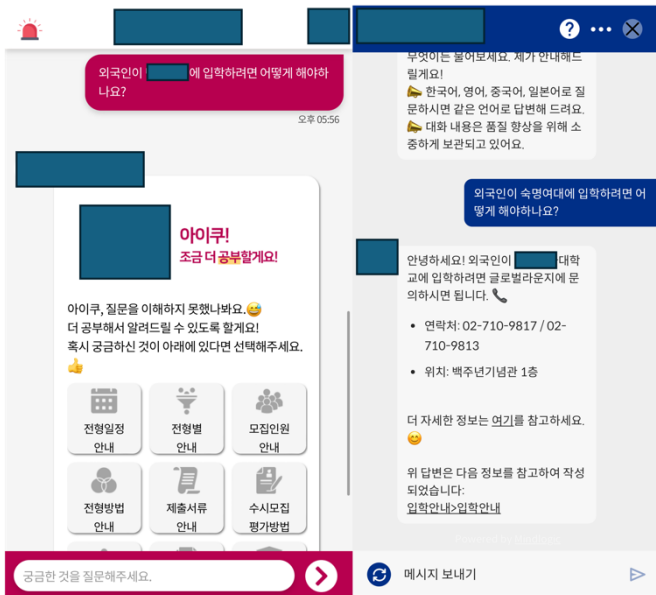 외국인이
에 입학하려면 어떻게 해야하
나요?
오후 05:56
아이쿠!
조금 더 공부할게요!
아이쿠, 질문을 이해하지 못했나봐요.
더 공부해서 알려드릴 수 있도록 할게요!
혹시 궁금하신 것이 아래에 있다면 선택해주세요.
전형일정
안내
전형별
안내
모집인원
안내
전형방법
안내
제출서류
안내
수시모집
평가방법
궁금한 것을 질문해주세요.
무엇이든 물어보세요. 제가 안내해드
릴게요!
한국어, 영어, 중국어, 일본어로 질
문하시면 같은 언어로 답변해 드려요.
대화 내용은 품질 향상을 위해 소
중하게 보관되고 있어요.
외국인이 숙명여대에 입학하려면 어
떻게 해야하나요?
안녕하세요! 외국인이
대학
교에 입학하려면 글로벌라운지에 문
의하시면 됩니다.
• 연락처: 02-710-9817 / 02-
710-9813
• 위치: 백주년기념관 1층
더 자세한 정보는 여기를 참고하세요.
위 답변은 다음 정보를 참고하여 작성
되었습니다:
입학안내>입학안내
메시지 보내기